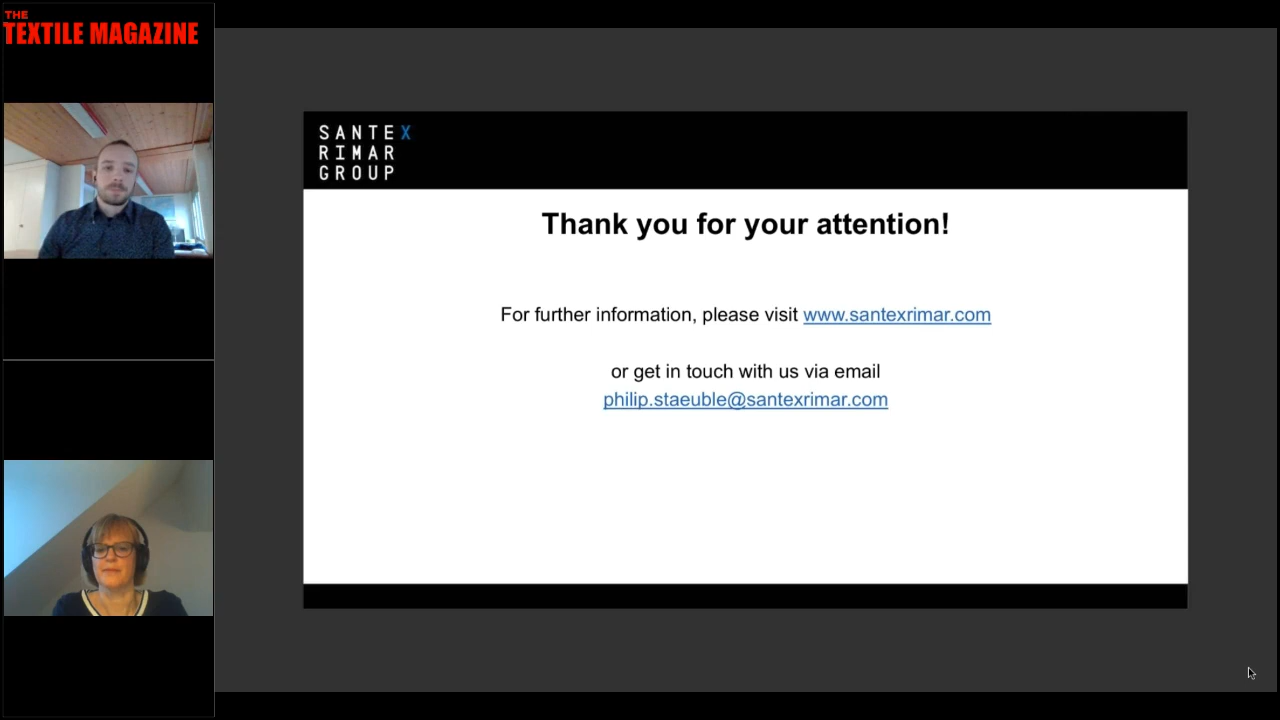 THE
TEXTILE MAGAZINE
SANTEX
RIMAR
GROUP
Thank you for your attention!
For further information, please visit www.santexrimar.com
or get in touch with us via email
philip.staeuble@santexrimar.com